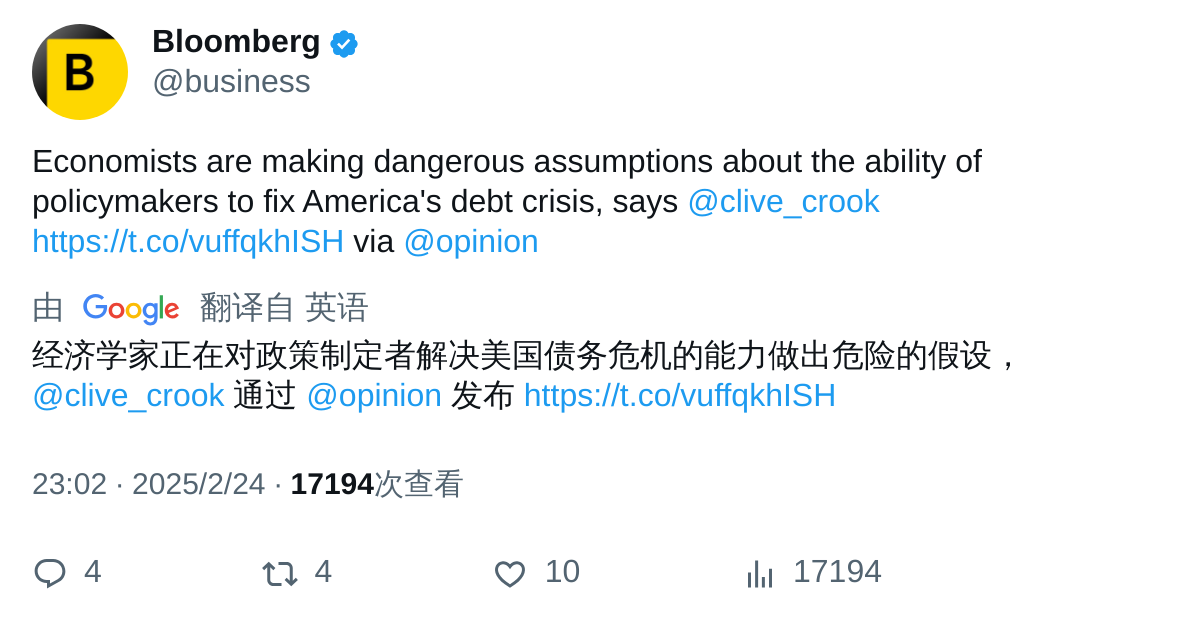 B
Bloomberg
@business
Economists are making dangerous assumptions about the ability of
policymakers to fix America's debt crisis, says @clive_crook
https://t.co/vuffqkhISH via @opinion
由 Google 翻译自 英语
经济学家正在对政策制定者解决美国债务危机的能力做出危险的假设，
@clive_crook 通过 @opinion 发布 https://t.co/vuffqkhISH
23:02 · 2025/2/24 · 17194次查看
4 4 10 17194